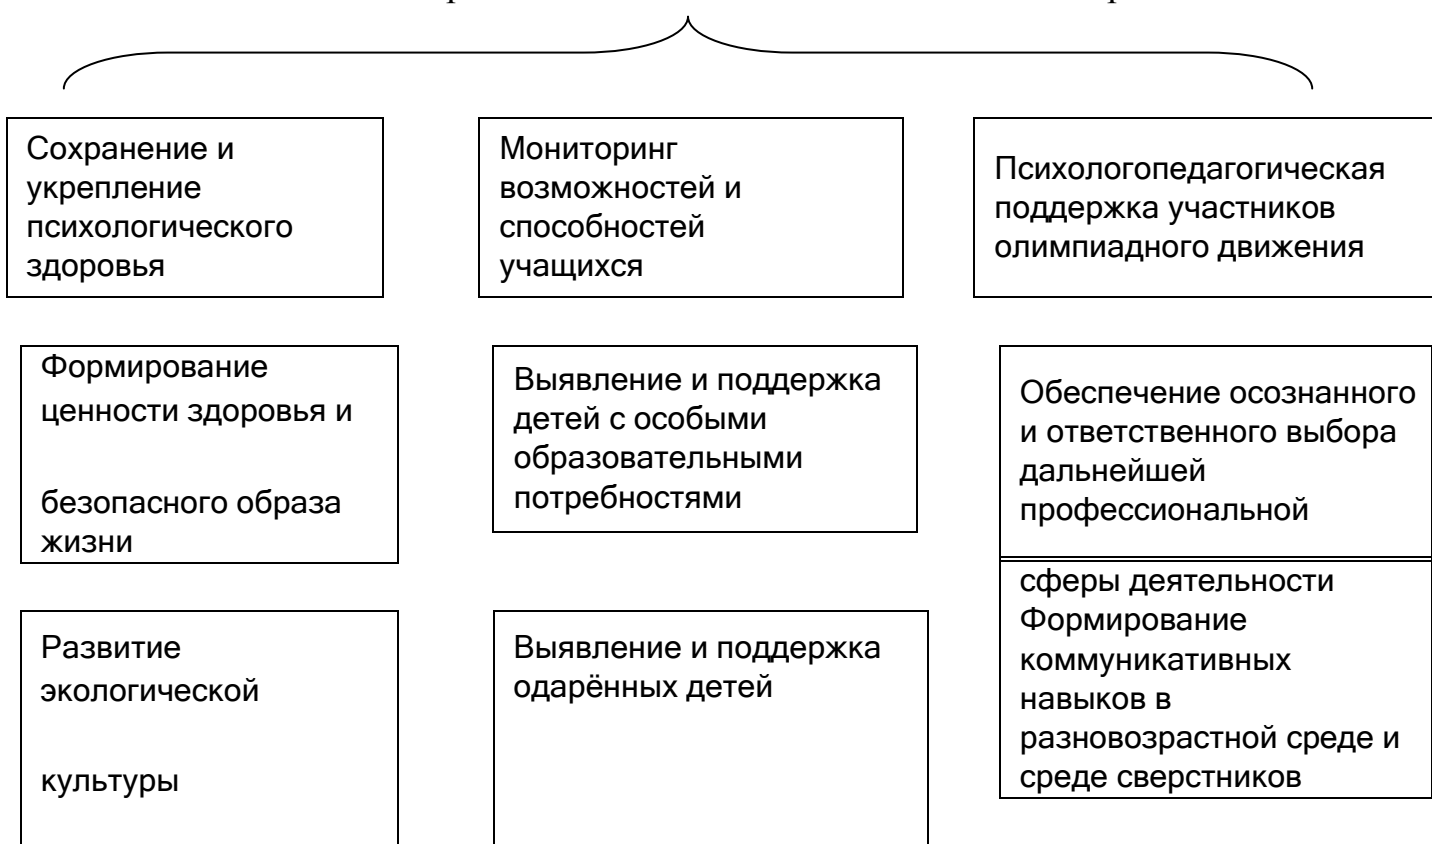 Сохранение и
укрепление
психологического
здоровья
Мониторинг
возможностей и
способностей
учащихся
Психологопедагогическая
поддержка участников
олимпиадного движения
Формирование
ценности здоровья и
безопасного образа
жизни
Выявление и поддержка
детей с особыми
образовательными
потребностями
Обеспечение осознанного
и ответственного выбора
дальнейшей
профессиональной
сферы деятельности
Формирование
коммуникативных
навыков в
разновозрастной среде и
среде сверстников
Развитие
экологической
культуры
Выявление и поддержка
одарённых детей